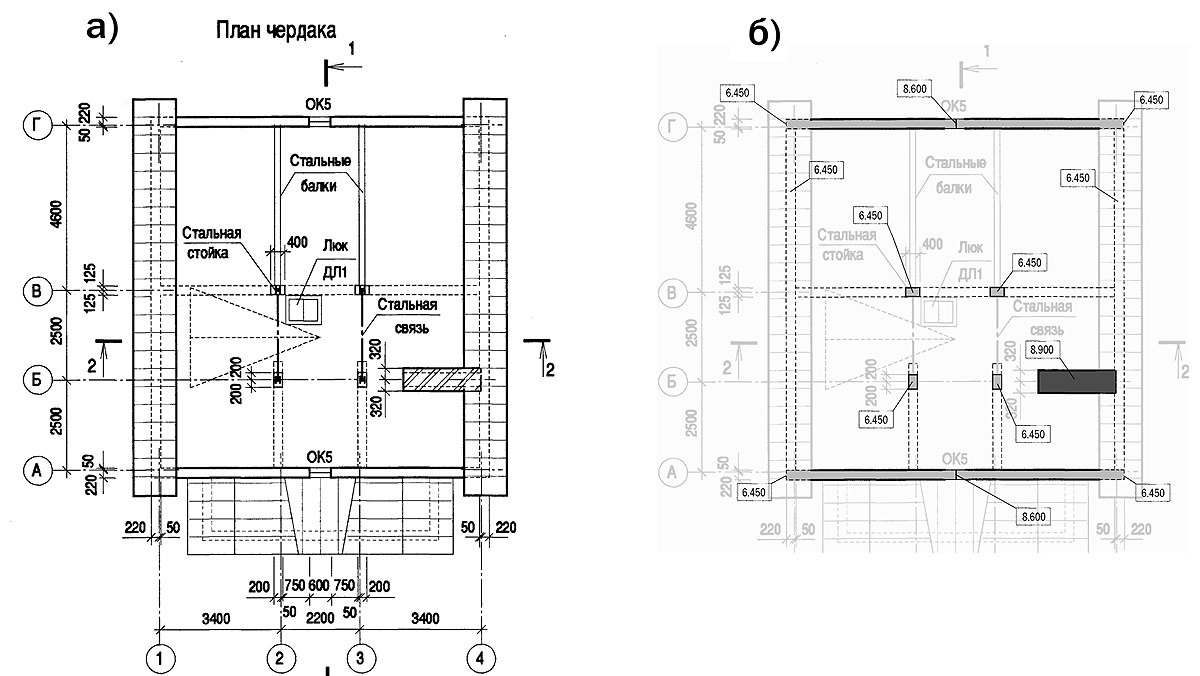 а)
План чердака
1
ОК5
Г
220
50
Стальные
балки
4600
Стальная
стойка
400
Люк
ДП1
125
В
125
Стальная
связь
2500
2
320
2
200
Б
200
320
2500
ОК5
А
50
220
220
50
50
220
200
750
600
750
200
50
50
3400
2200
3400
1
2
3
4
б)
1
6.450
8.600
6.450
ОК5
Г
220
50
Стальные
балки
6.450
6.450
4600
6.450
Стальная
стойка
400
Люк
ДП1
6.450
125
В
125
Стальная
связь
2500
2
320
8.900
2
200
Б
200
320
6.450
6.450
2500
ОК5
А
50
220
6.450
8.600
6.450
220
50
50
220